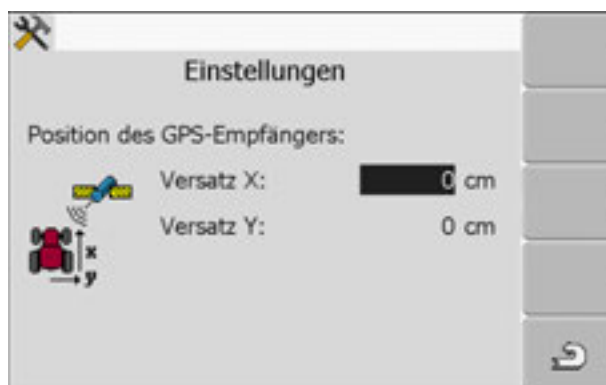 Einstellungen
Position des GPS-Empfängers:
Versatz X: 0 cm
Versatz Y: 0 cm
x
y